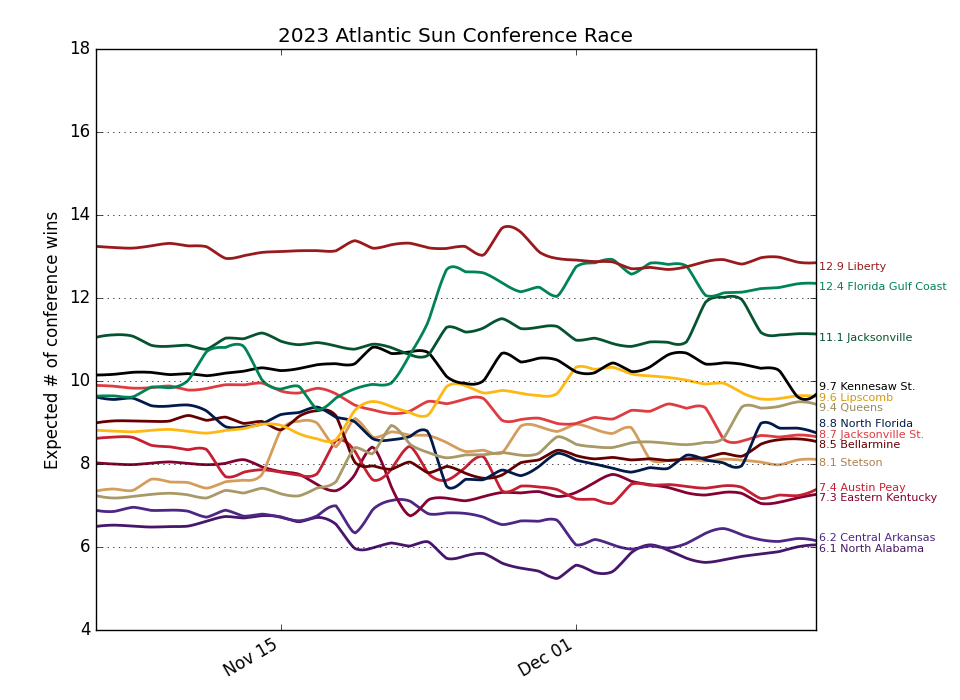 2023 Atlantic Sun Conference Race
Expected # of conference wins
18
16
14
12
10
8
6
4
Nov 15
Dec 01
12.9 Liberty
12.4 Florida Gulf Coast
11.1 Jacksonville
9.7 Kennesaw St.
9.6 Lipscomb
9.4 Queens
8.8 North Florida
8.7 Jacksonville St.
8.5 Bellarmine
8.1 Stetson
7.4 Austin Peay
7.3 Eastern Kentucky
6.2 Central Arkansas
6.1 North Alabama